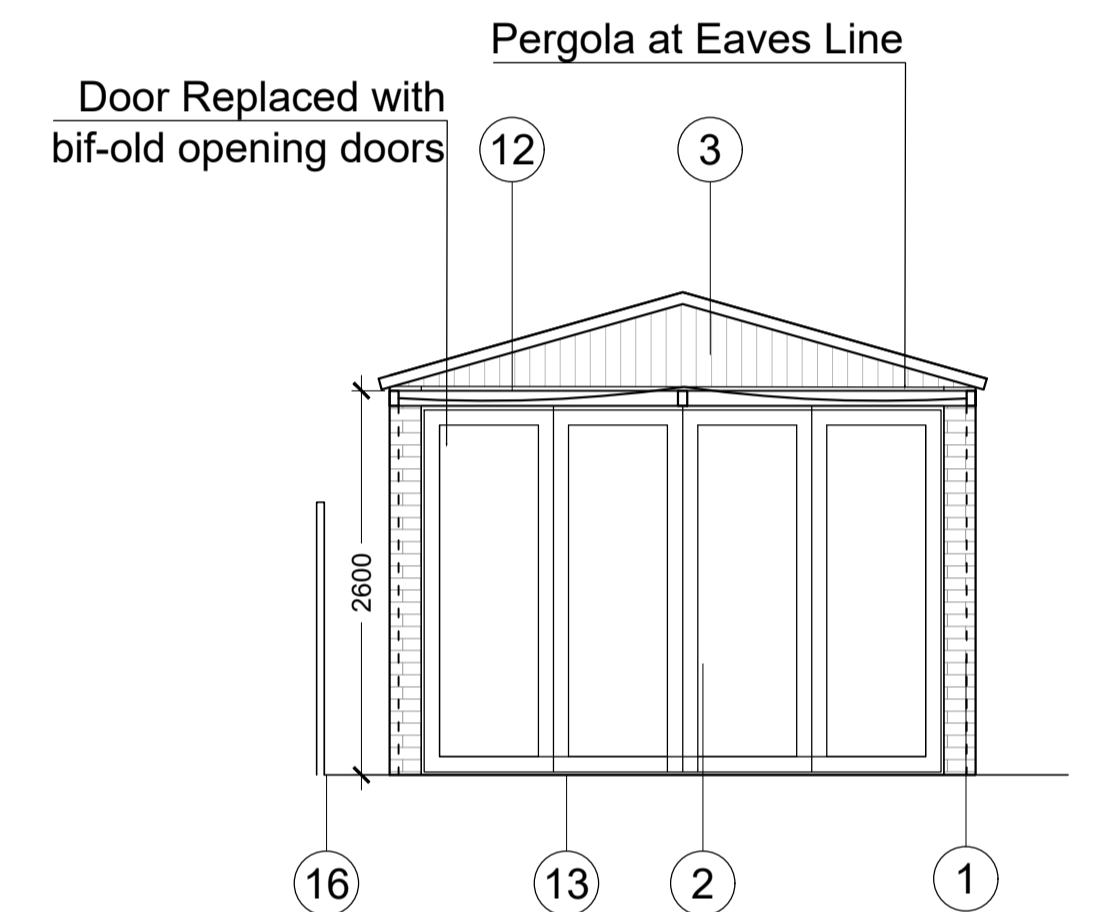 Pergola at Eaves Line
Door Replaced with
bif-old opening doors
12
3
2600
16
13
2
1